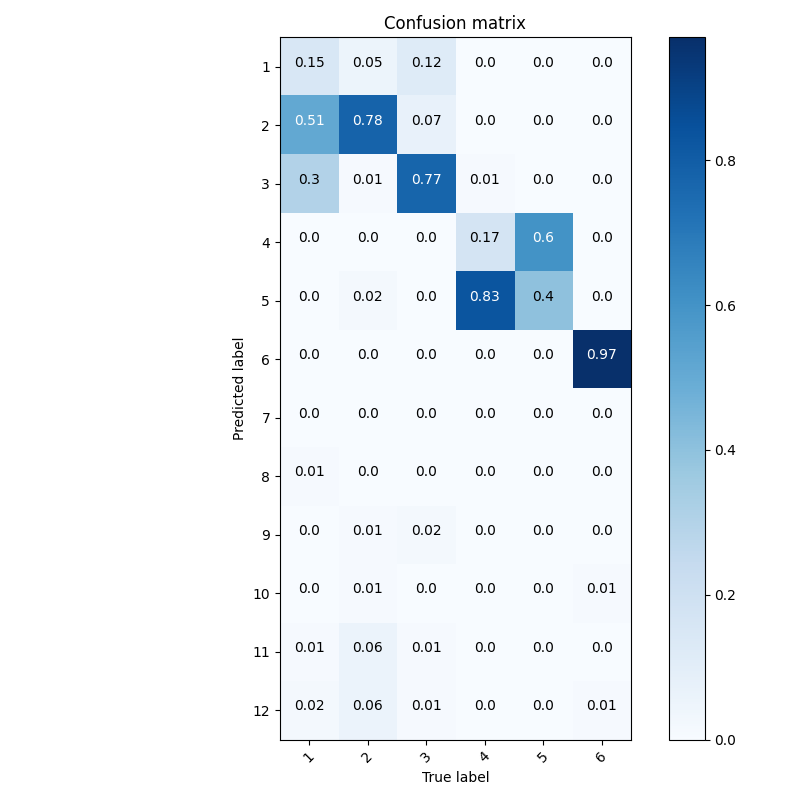 Confusion matrix
1 0.15 0.05 0.12 0.0 0.0 0.0
2 0.51 0.78 0.07 0.0 0.0 0.0
3 0.3 0.01 0.77 0.01 0.0 0.0
4 0.0 0.0 0.0 0.17 0.6 0.0
5 0.0 0.02 0.0 0.83 0.4 0.0
6 0.0 0.0 0.0 0.0 0.0 0.97
7 0.0 0.0 0.0 0.0 0.0 0.0
8 0.01 0.0 0.0 0.0 0.0 0.0
9 0.0 0.01 0.02 0.0 0.0 0.0
10 0.0 0.01 0.0 0.0 0.0 0.01
11 0.01 0.06 0.01 0.0 0.0 0.0
12 0.02 0.06 0.01 0.0 0.0 0.01
1 2 3 4 5 6
True label
Predicted label
0.8
0.6
0.4
0.2
0.0